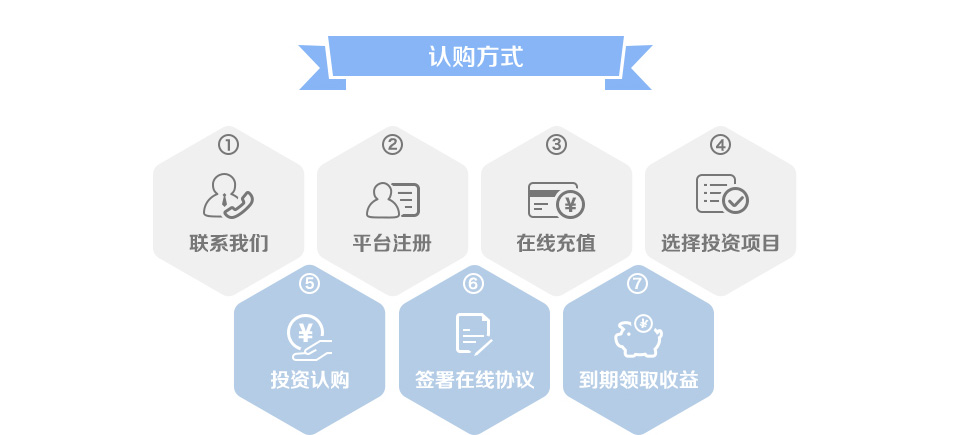 认购方式
①
联系我们
②
平台注册
③
¥
在线充值
④
选择投资项目
⑤
¥
投资认购
⑥
签署在线协议
⑦
¥
到期领取收益